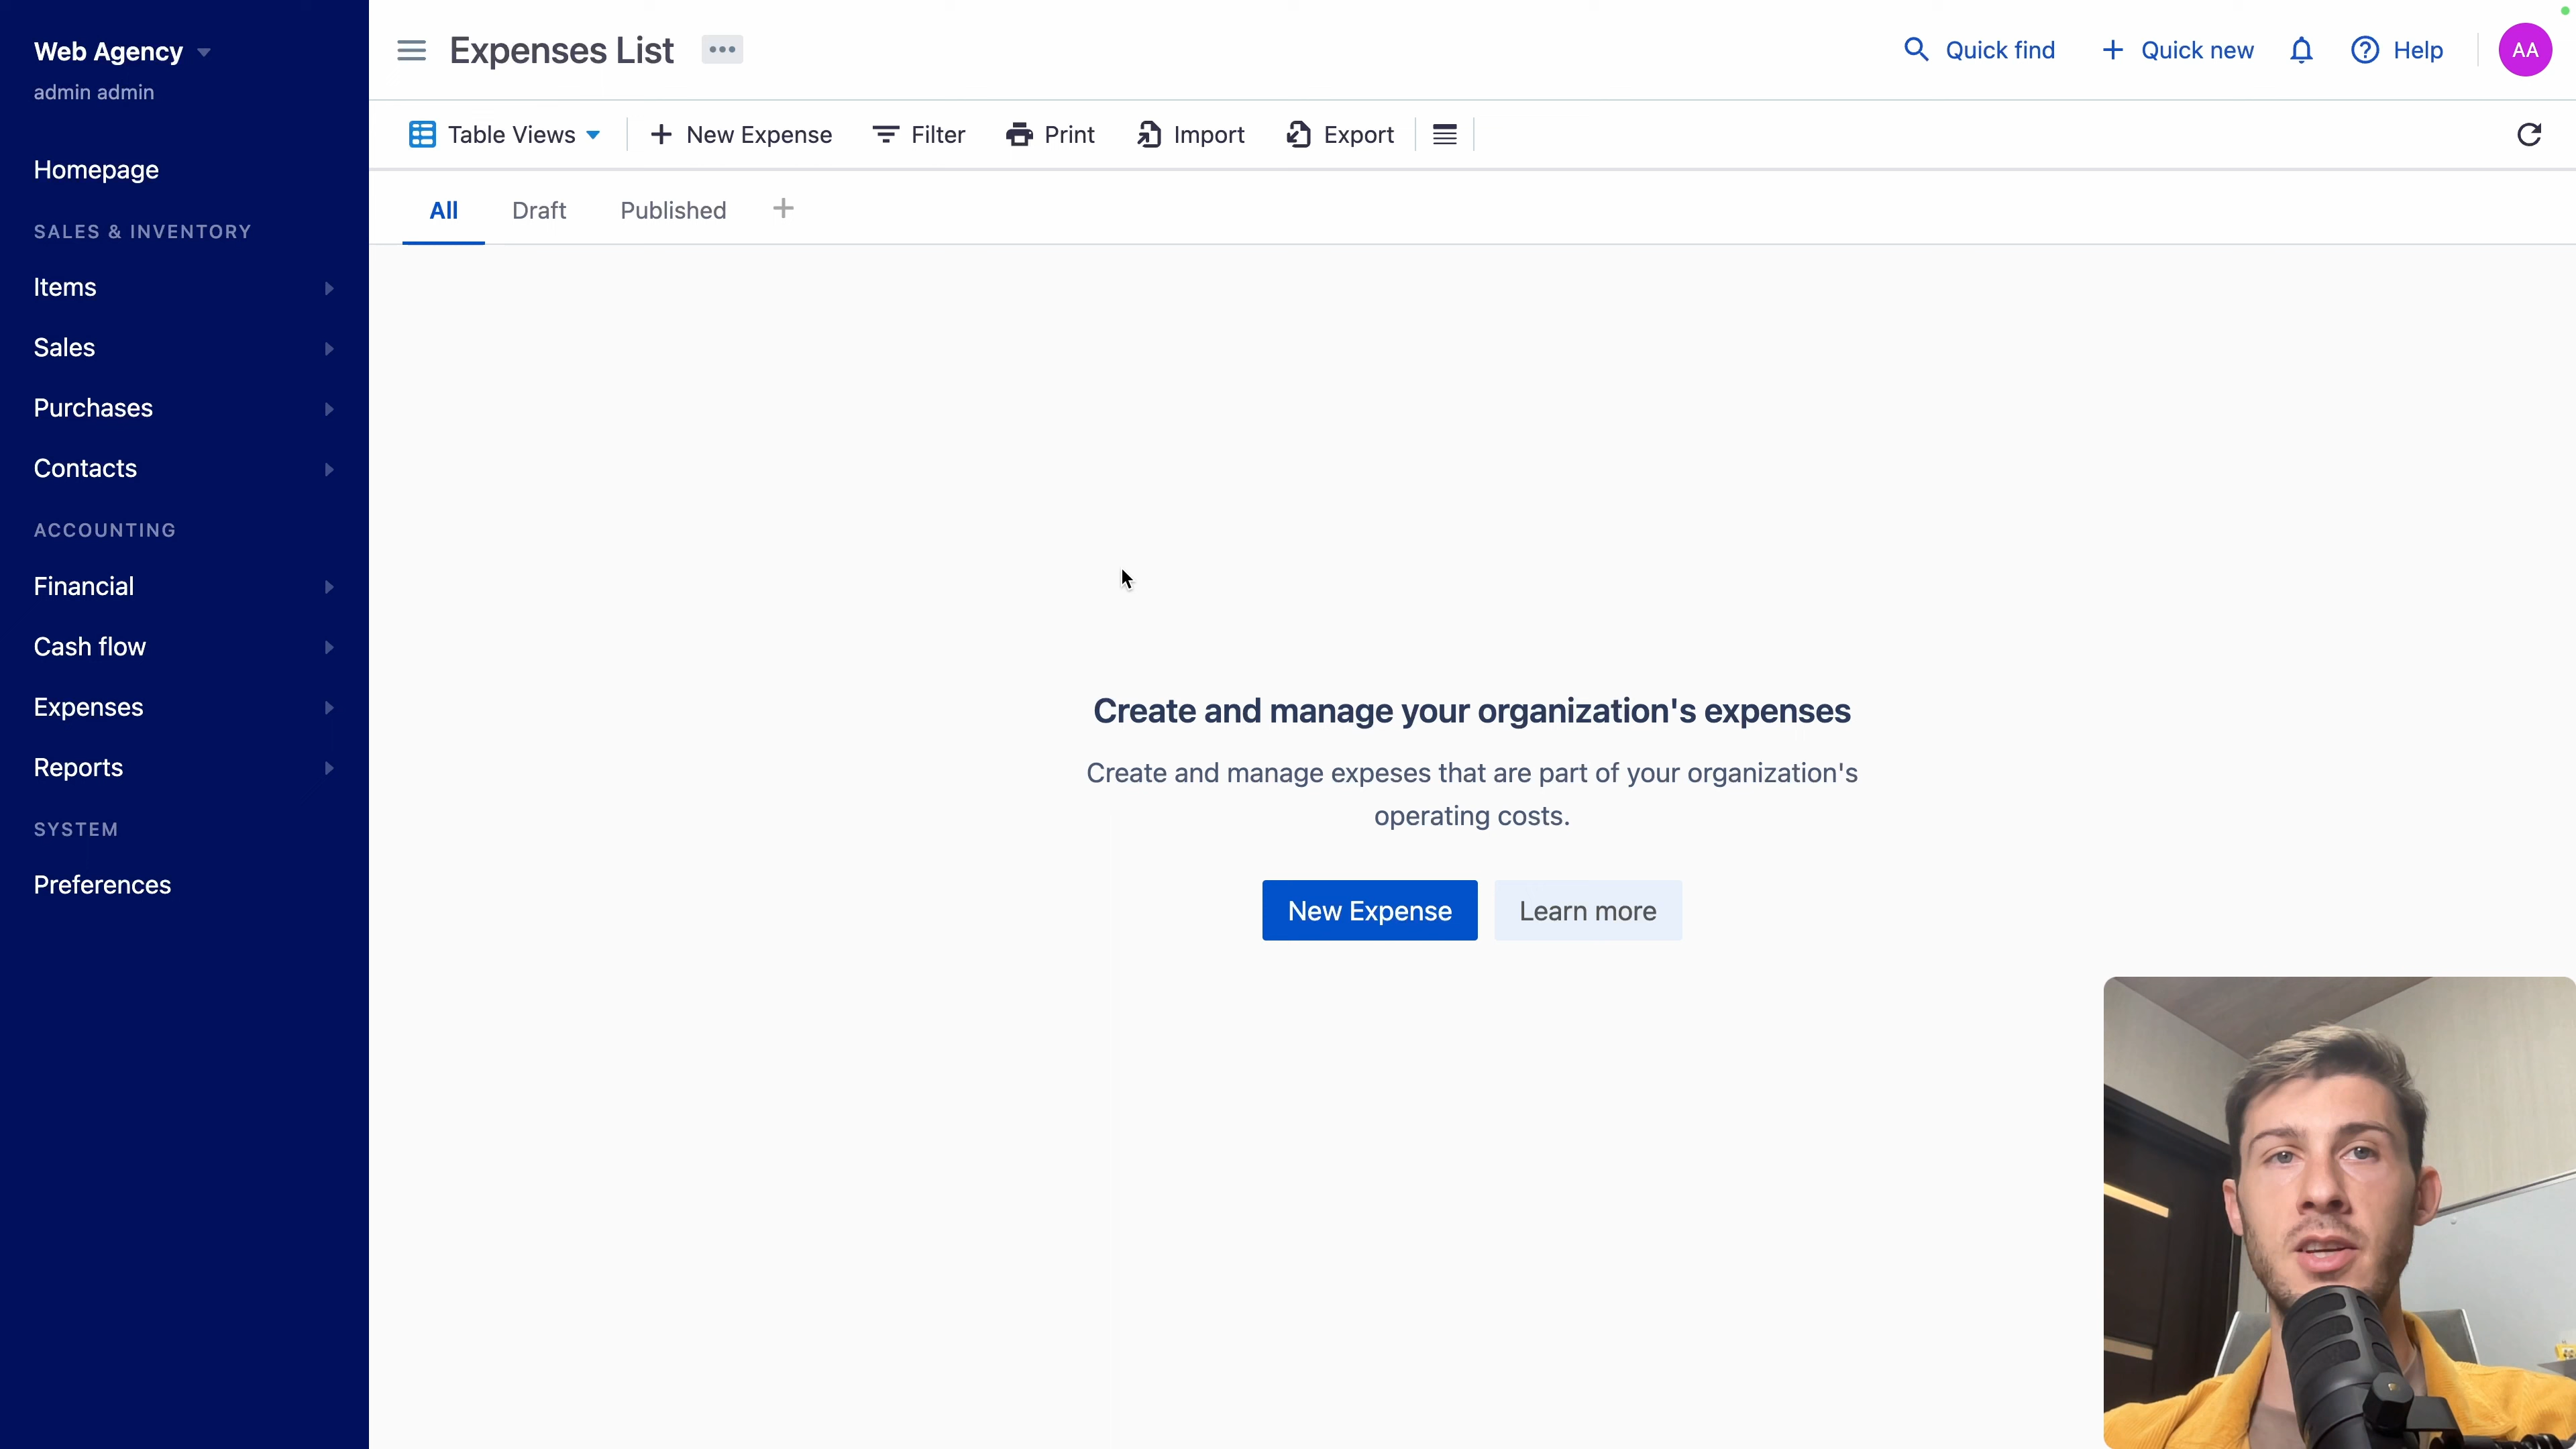 Web Agency
admin admin
Homepage
SALES & INVENTORY
Items
Sales
Purchases
Contacts
ACCOUNTING
Financial
Cash flow
Expenses
Reports
SYSTEM
Preferences
Expenses List
Quick find
Quick new
Help
AA
Table Views
New Expense
Filter
Print
Import
Export
All
Draft
Published
Create and manage your organization's expenses
Create and manage expeses that are part of your organization's
operating costs.
New Expense
Learn more